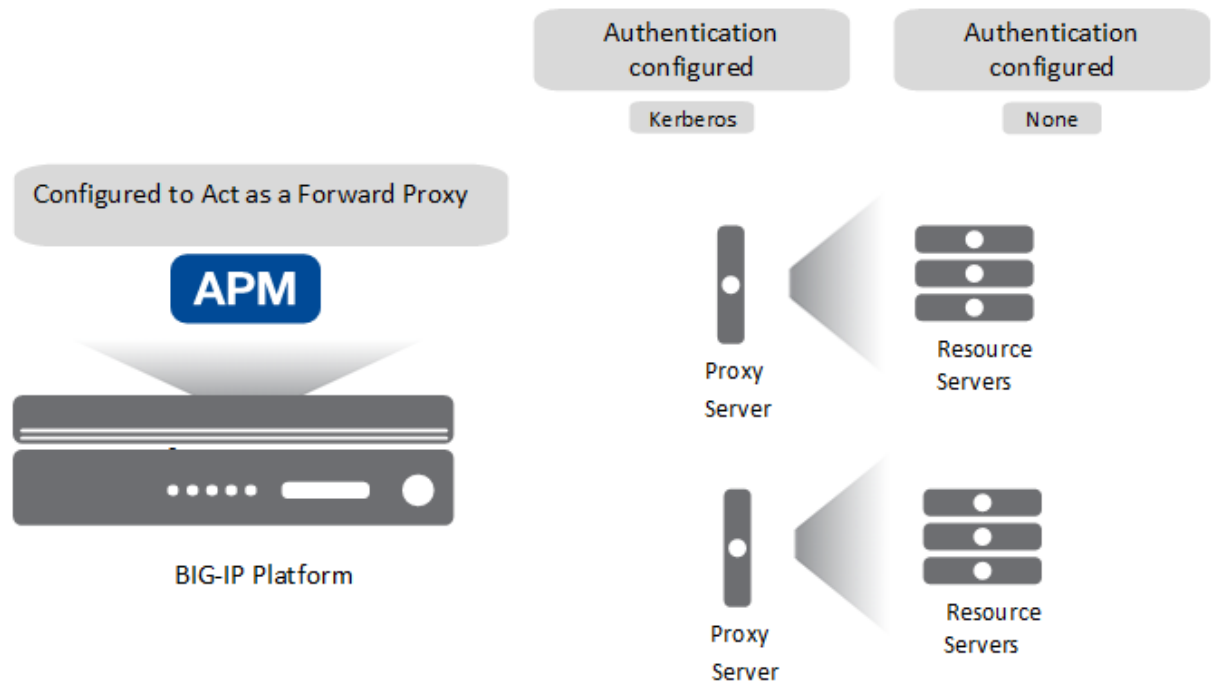 Authentication
configured
Authentication
configured
Kerberos
None
Configured to Act as a Forward Proxy
APM
Proxy
Server
Resource
Servers
BIG-IP Platform
Proxy
Server
Resource
Servers